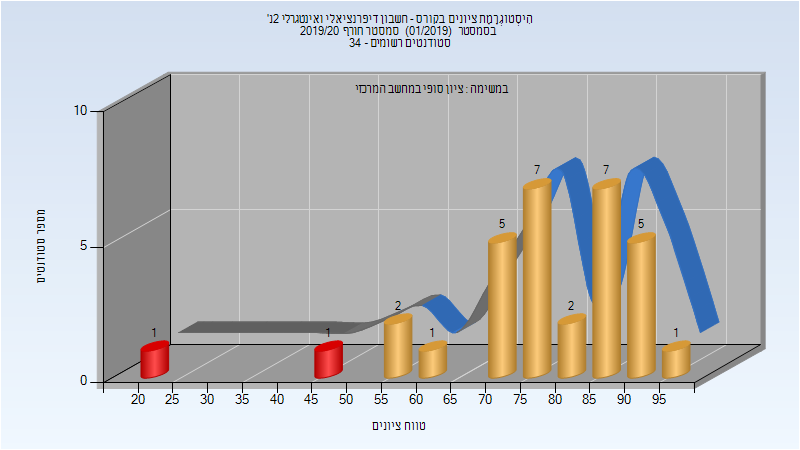 היסטוגרמת ציונים בקורס - חשבון דיפרנציאלי ואינטגרלי 2נ'
בסמסטר (01/2019) סמסטר חורף 2019/20
סטודנטים רשומים - 34
במשימה : ציון סופי במחשב המרכזי
10
5
0
מספר סטודנטים
1
1
2
1
5
7
2
7
5
1
20 25 30 35 40 45 50 55 60 65 70 75 80 85 90 95
טווח ציונים